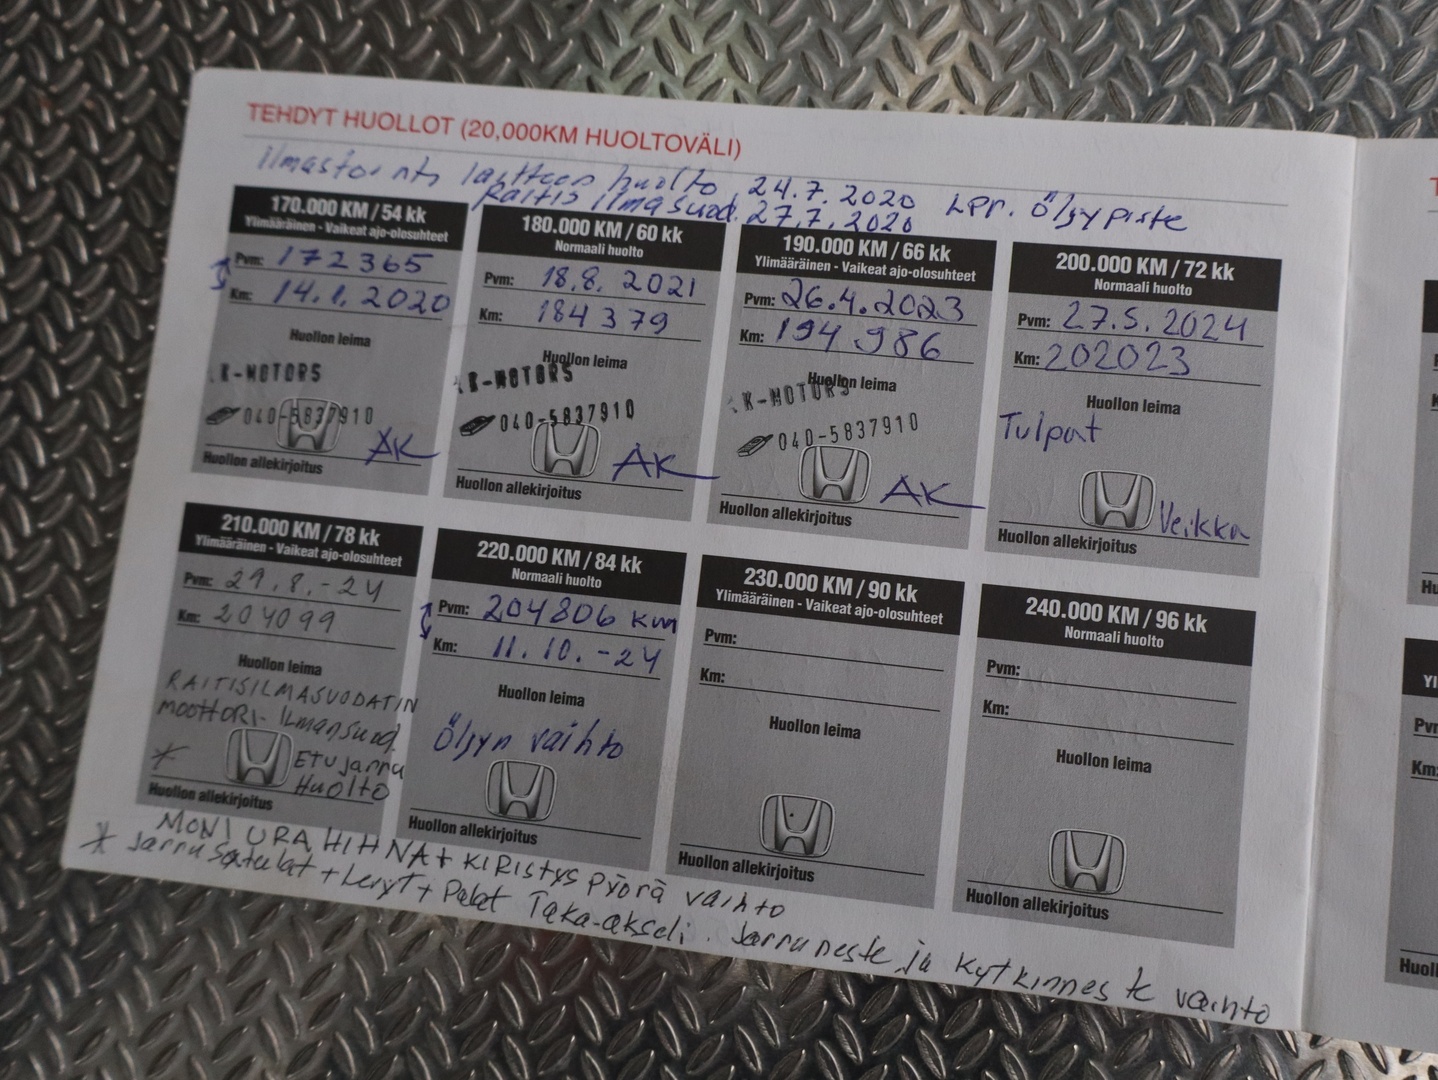 TEHDYT HUOLLOT (20,000KM HUOLTOVÄLI)
ilmastointi laitteen huolto 24.7.2020 LPR. Öljypiste
Raitis ilmasuod. 27.7.2020
170.000 KM / 54 kk
Ylimääräinen - Vaikeat ajo-olosuhteet
Pvm: 172365
Km: 14.1.2020
Huollon leima
K-MOTORS
040-5837910
ÄK
Huollon allekirjoitus
180.000 KM / 60 kk
Normaali huolto
Pvm: 18.8.2021
Km: 184379
Huollon leima
K-MOTORS
040-5837910
ÄK
Huollon allekirjoitus
190.000 KM / 66 kk
Ylimääräinen - Vaikeat ajo-olosuhteet
Pvm: 26.4.2023
Km: 194986
Huollon leima
K-MOTORS
040-5837910
ÄK
Huollon allekirjoitus
200.000 KM / 72 kk
Normaali huolto
Pvm: 27.5.2024
Km: 202023
Huollon leima
Tulpat
Veikka
Huollon allekirjoitus
210.000 KM / 78 kk
Ylimääräinen - Vaikeat ajo-olosuhteet
Pvm: 29.8.-24
Km: 204099
Huollon leima
RAITISILMASUODATIN
MOOTTORI-ilmansuod.
* ETUjarru
Huolto
Huollon allekirjoitus
220.000 KM / 84 kk
Normaali huolto
Pvm: 204806 km
Km: 11.10.-24
Huollon leima
Öljyn vaihto
Huollon allekirjoitus
230.000 KM / 90 kk
Ylimääräinen - Vaikeat ajo-olosuhteet
Pvm:
Km:
Huollon leima
Huollon allekirjoitus
240.000 KM / 96 kk
Normaali huolto
Pvm:
Km:
Huollon leima
Huollon allekirjoitus
MONI URA HIHNA + KIRISTYS PYÖRÄ vaihto
* Jarrusatulat + Levyt + Palat Taka-akseli. Jarruneste ja Kytkinneste vaihto